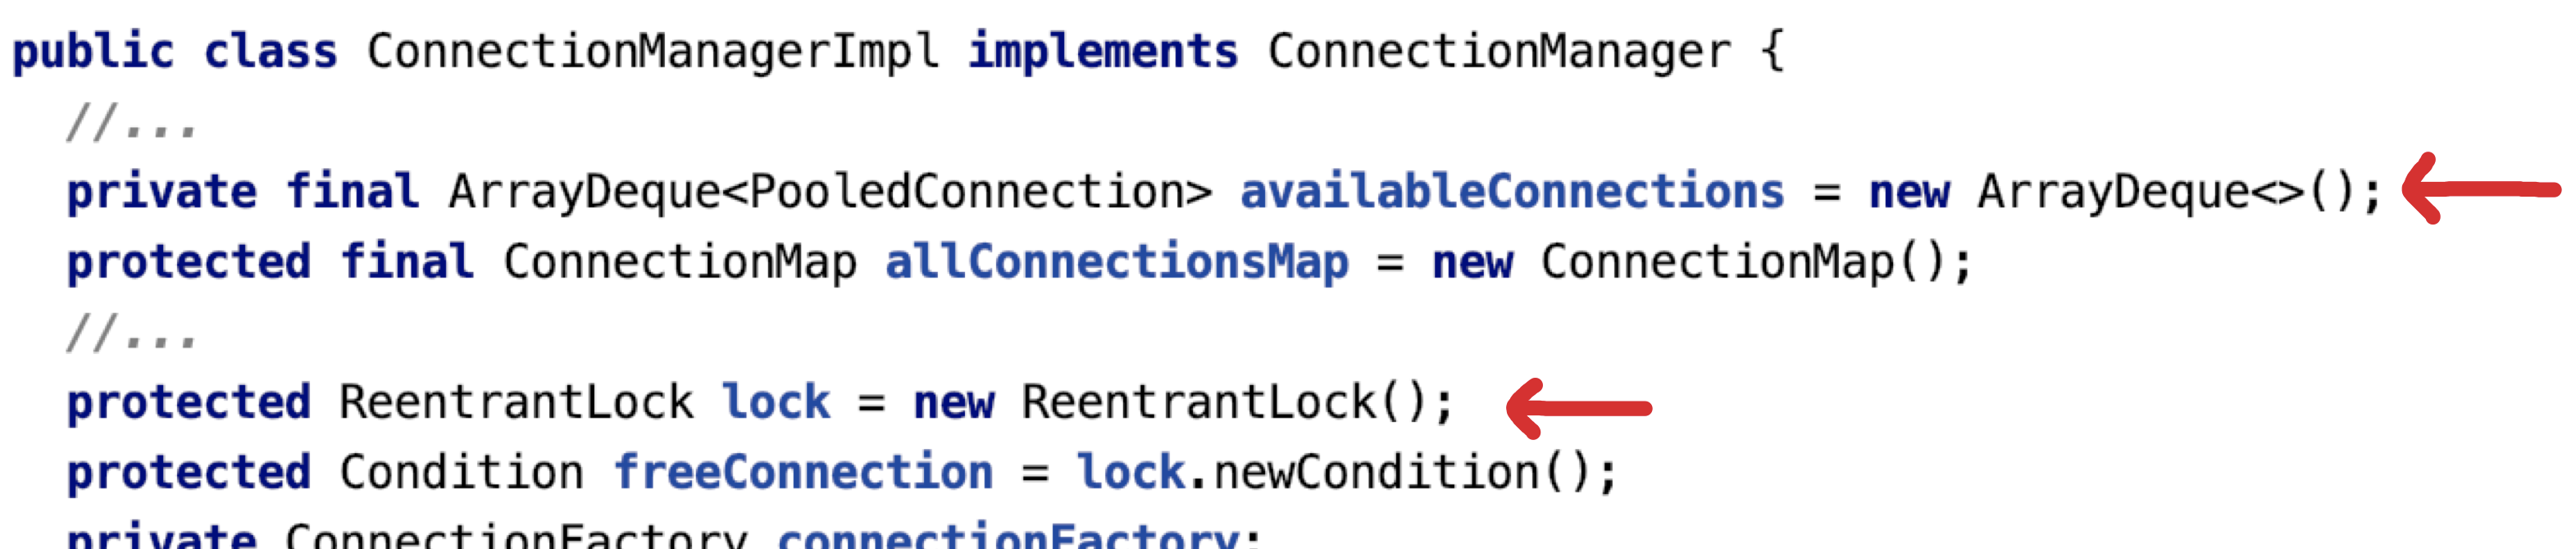 public class ConnectionManagerImpl implements ConnectionManager {
//...
private final ArrayDeque<PooledConnection> availableConnections = new ArrayDeque<>();
protected final ConnectionMap allConnectionsMap = new ConnectionMap();
//...
protected ReentrantLock lock = new ReentrantLock();
protected Condition freeConnection = lock.newCondition();
private ConnectionFactory connectionFactory;